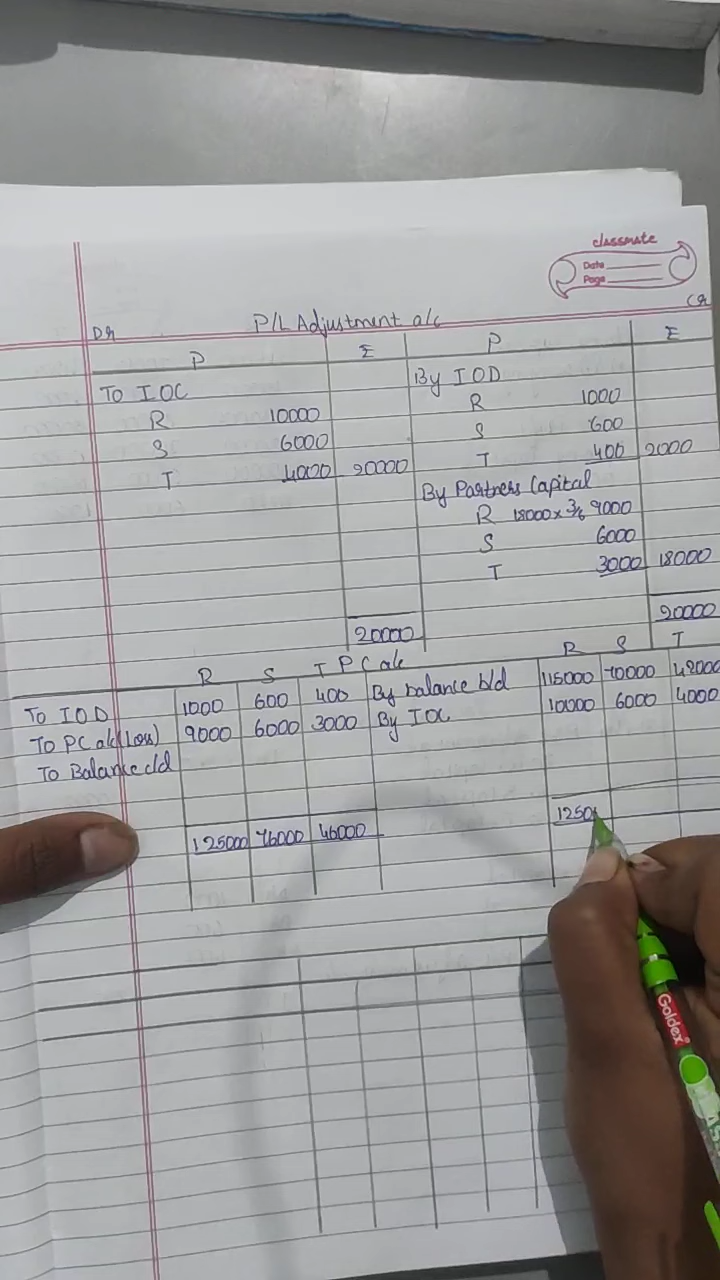 classmate
Date
Page
Dr P/L Adjustment a/c Cr
P Σ P Σ
To IOC By IOD
R 10000 R 1000
S 6000 S 600
T 4000 20000 T 400 2000
By Partners Capital
R 18000 x 3/6 9000
S 6000
T 3000 18000
20000 20000
R S T P C a/c R S T
To IOD 1000 600 400 By balance b/d 115000 70000 42000
To PC a/c (Loss) 9000 6000 3000 By IOC 10000 6000 4000
To Balance c/d
125000 76000 46000 1250
Goldex